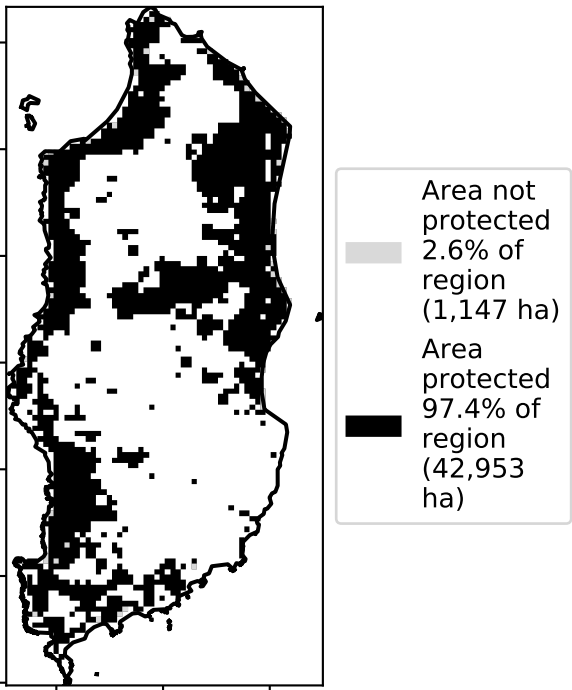 Area not
protected
2.6% of
region
(1,147 ha)
Area
protected
97.4% of
region
(42,953
ha)